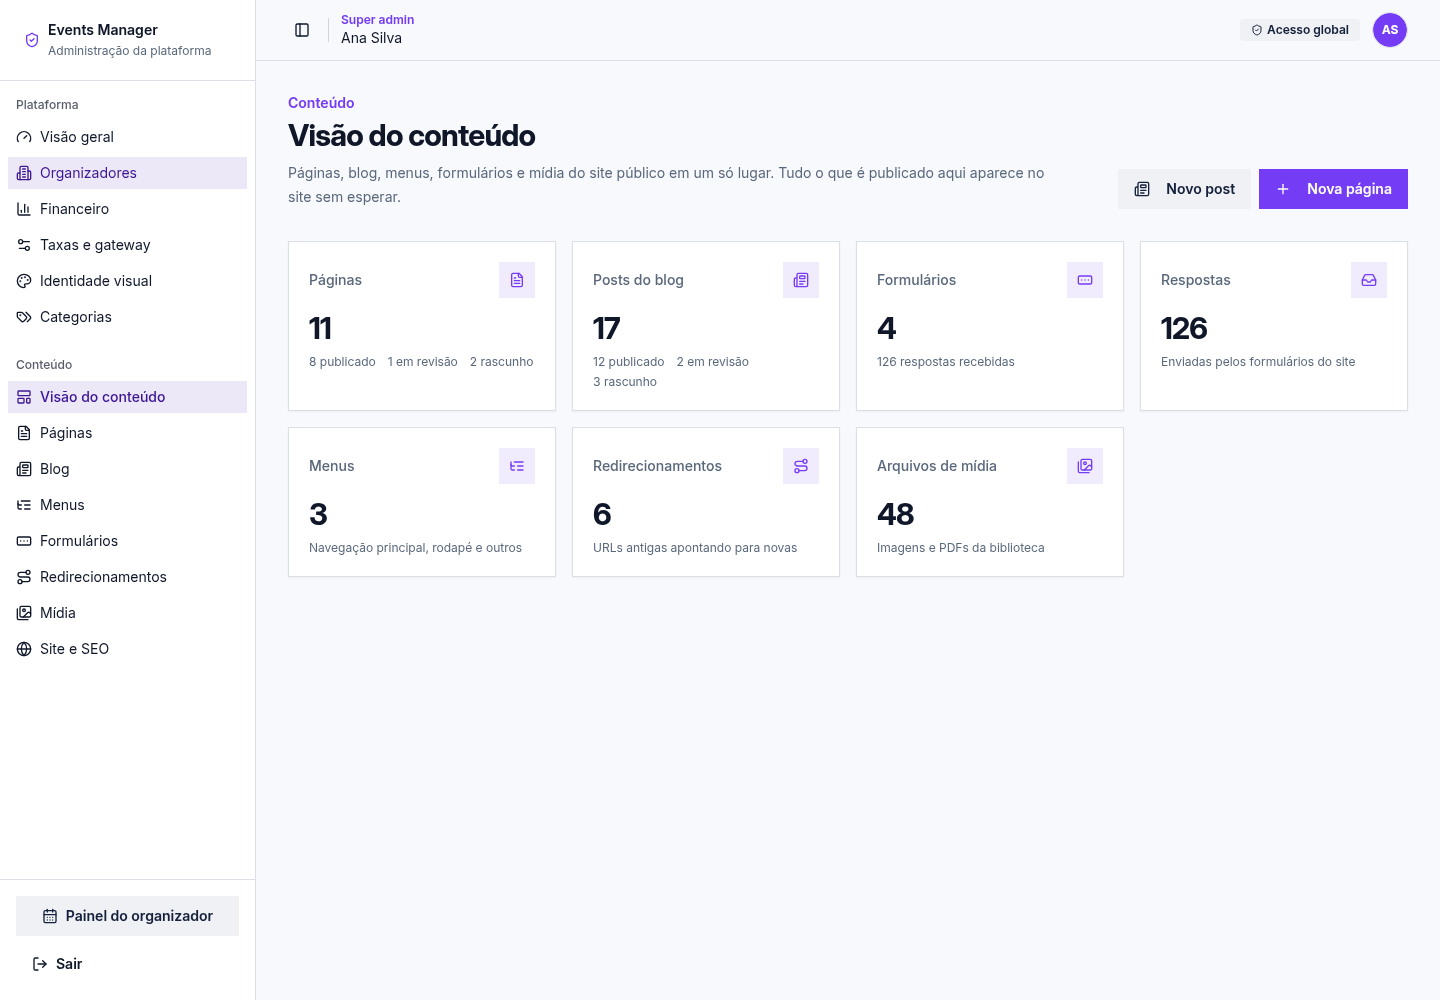 Events Manager
Administração da plataforma
Plataforma
Visão geral
Organizadores
Financeiro
Taxas e gateway
Identidade visual
Categorias
Conteúdo
Visão do conteúdo
Páginas
Blog
Menus
Formulários
Redirecionamentos
Mídia
Site e SEO
Painel do organizador
Sair
Super admin
Ana Silva
Acesso global
AS
Conteúdo
Visão do conteúdo
Páginas, blog, menus, formulários e mídia do site público em um só lugar. Tudo o que é publicado aqui aparece no
site sem esperar.
Novo post
Nova página
Páginas
11
8 publicado 1 em revisão 2 rascunho
Posts do blog
17
12 publicado 2 em revisão
3 rascunho
Formulários
4
126 respostas recebidas
Respostas
126
Enviadas pelos formulários do site
Menus
3
Navegação principal, rodapé e outros
Redirecionamentos
6
URLs antigas apontando para novas
Arquivos de mídia
48
Imagens e PDFs da biblioteca